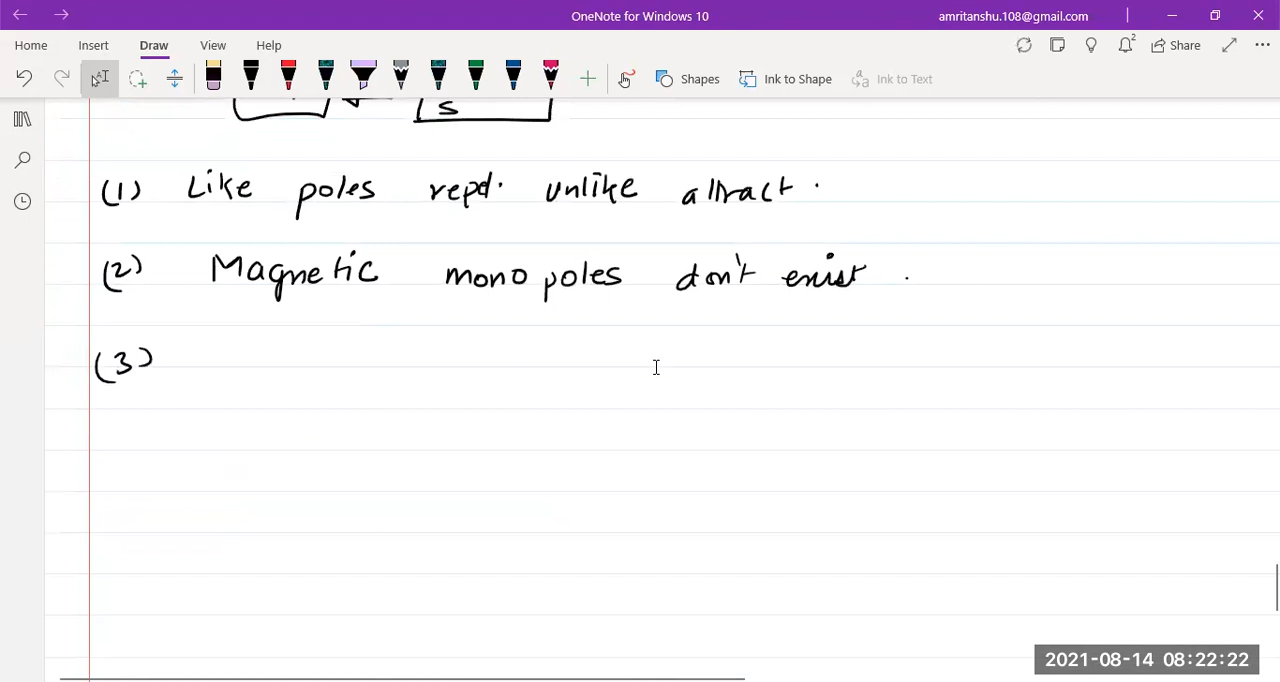 OneNote for Windows 10
amritanshu.108@gmail.com
Home Insert Draw View Help
2
Share
Shapes Ink to Shape Ink to Text
S
(1) Like poles repel. unlike attract.
(2) Magnetic monopoles don't exist.
(3)
2021-08-14 08:22:22